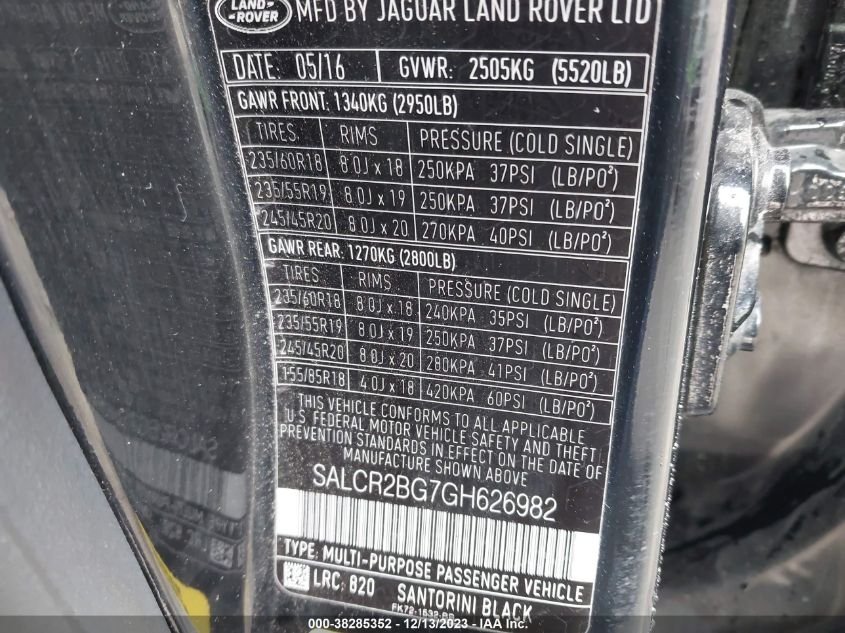 LAND-
ROVER
MFD BY JAGUAR LAND ROVER LTD
DATE: 05/16 GVWR: 2505KG (5520LB)
GAWR FRONT: 1340KG (2950LB)
TIRES RIMS PRESSURE (COLD SINGLE)
235/60R18 8.0J x 18 250KPA 37PSI (LB/PO²)
235/55R19 8.0J x 19 250KPA 37PSI (LB/PO²)
245/45R20 8.0J x 20 270KPA 40PSI (LB/PO²)
GAWR REAR: 1270KG (2800LB)
TIRES RIMS PRESSURE (COLD SINGLE)
235/60R18 8.0J x 18 240KPA 35PSI (LB/PO²)
235/55R19 8.0J x 19 250KPA 37PSI (LB/PO²)
245/45R20 8.0J x 20 280KPA 41PSI (LB/PO²)
155/85R18 4.0J x 18 420KPA 60PSI (LB/PO²)
THIS VEHICLE CONFORMS TO ALL APPLICABLE
U.S. FEDERAL MOTOR VEHICLE SAFETY AND THEFT
PREVENTION STANDARDS IN EFFECT ON THE DATE OF
MANUFACTURE SHOWN ABOVE
SALCR2BG7GH626982
TYPE: MULTI-PURPOSE PASSENGER VEHICLE
LRC: 820 SANTORINI BLACK
000-38285352 - 12/13/2023 - IAA Inc.